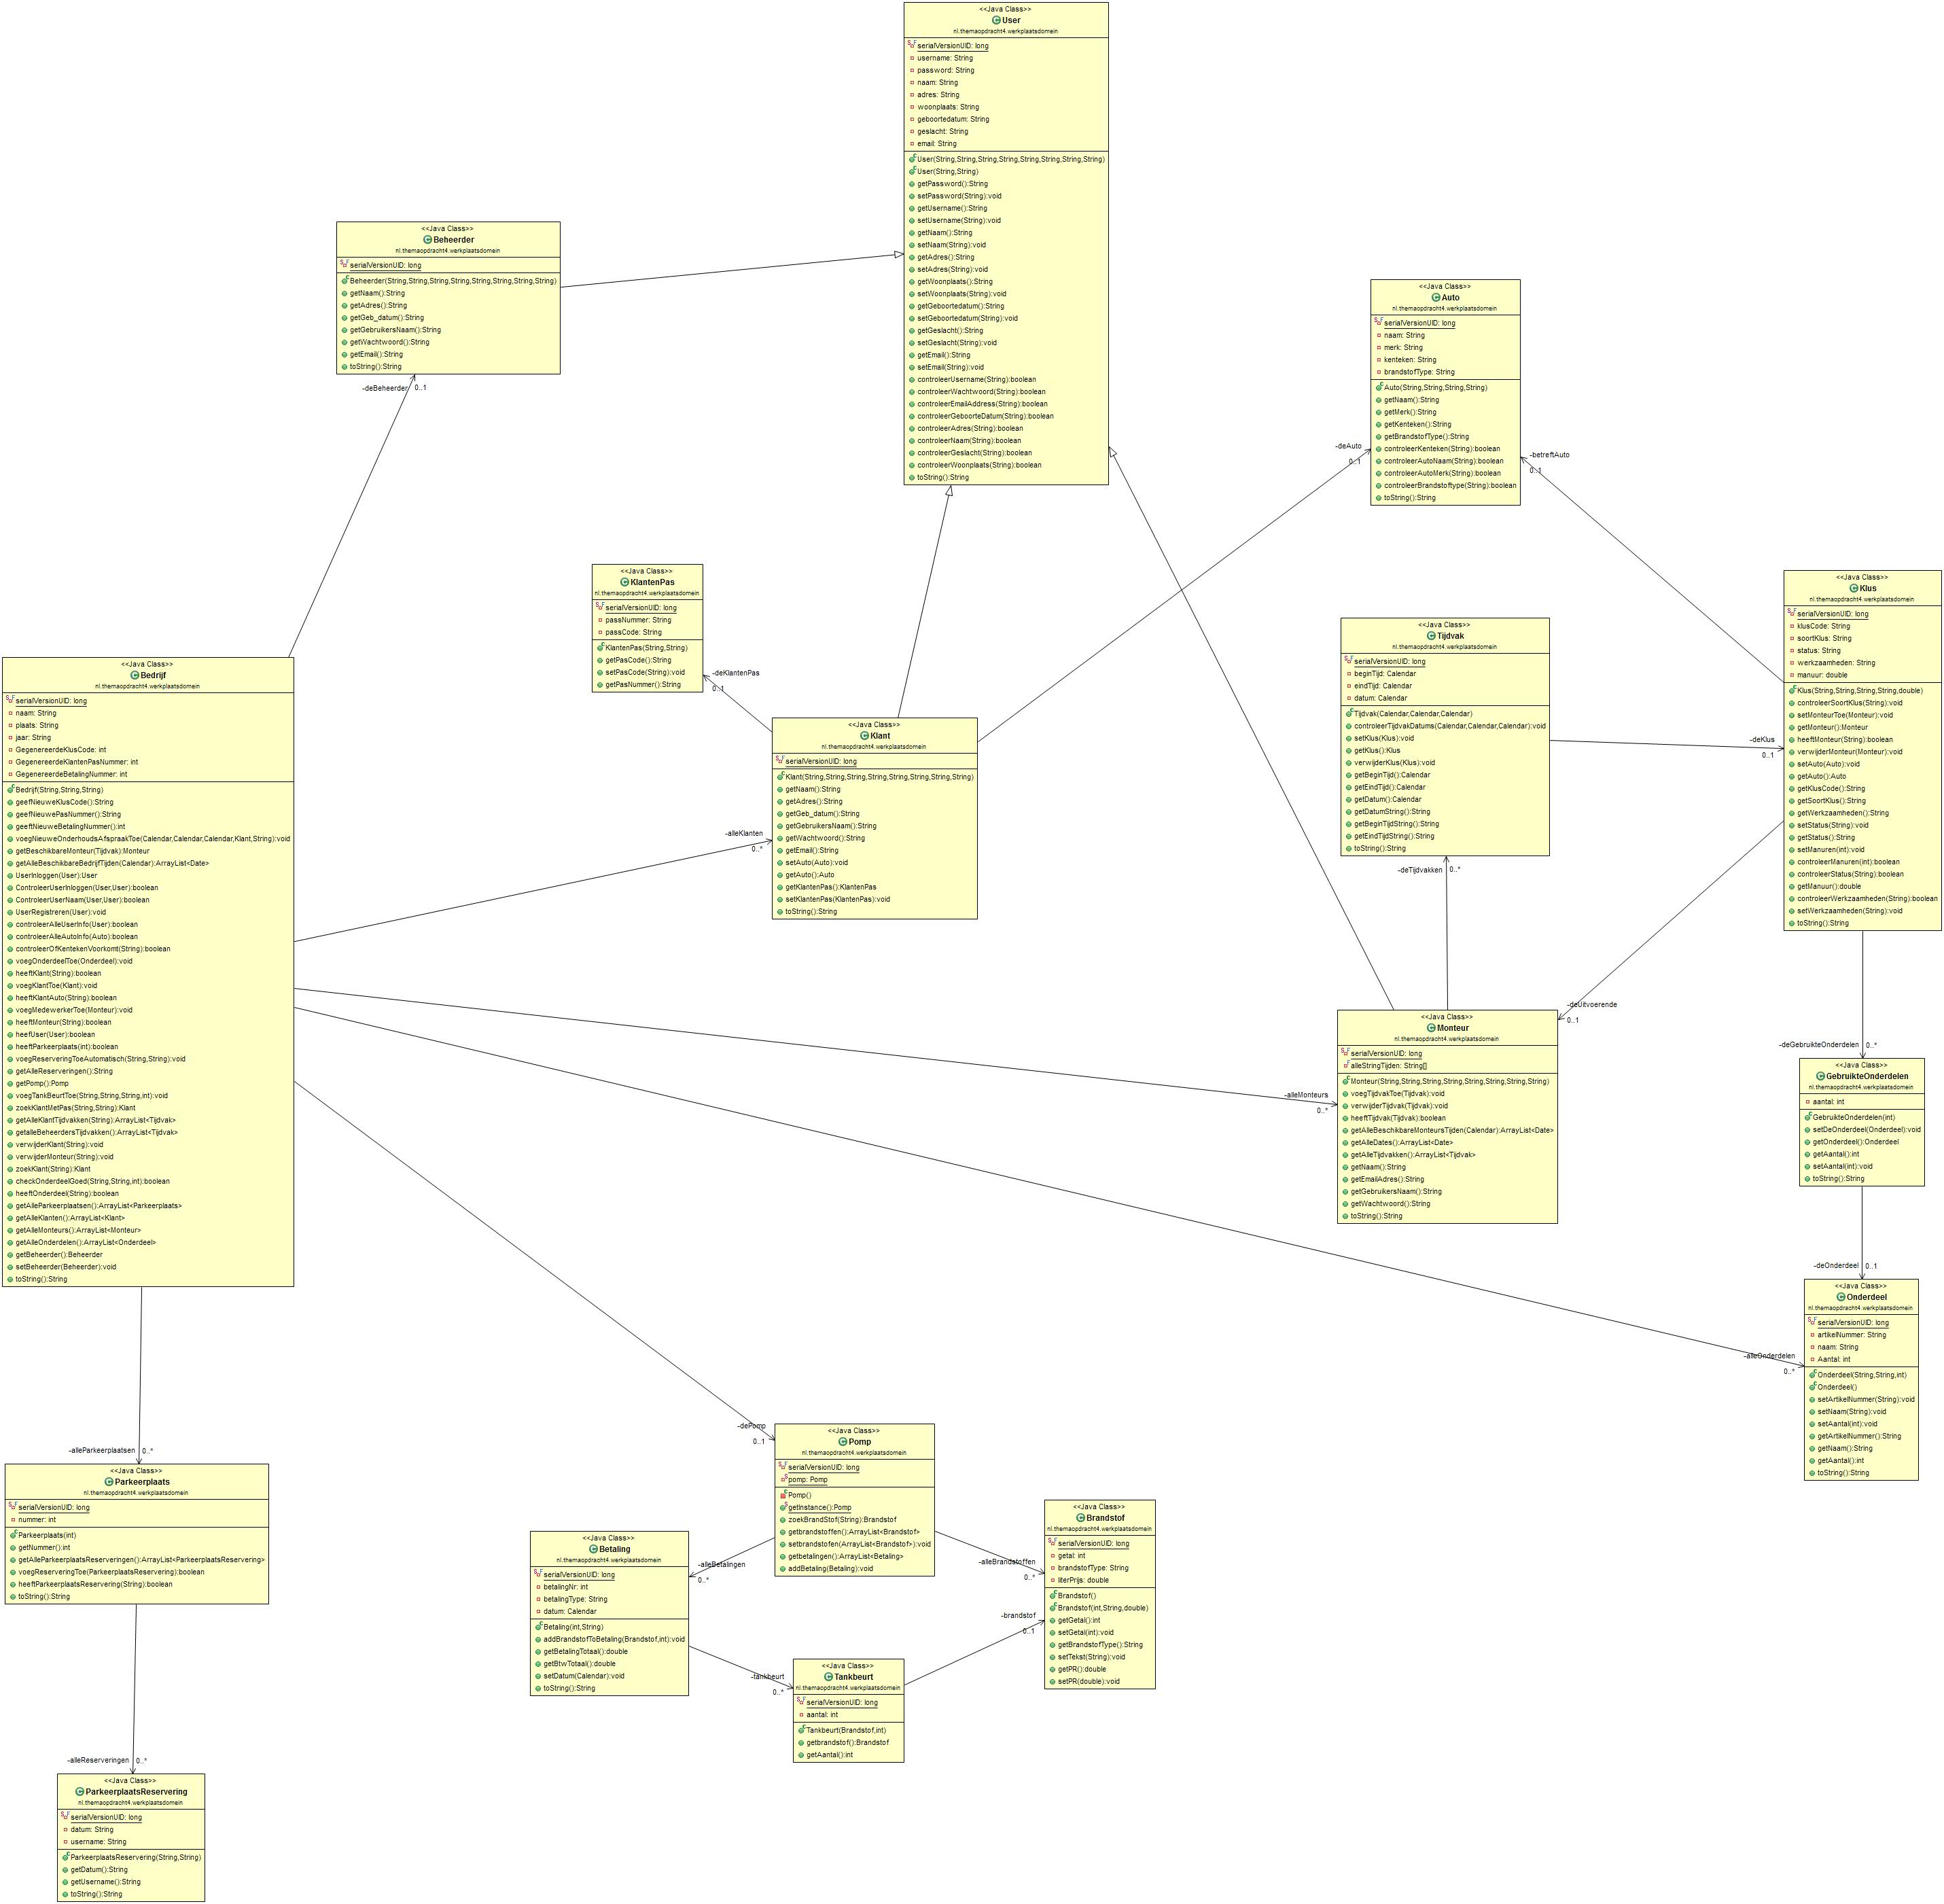 <<Java Class>>
User
nl.themaopdracht4.werkplaatsdomein
serialVersionUID: long
username: String
password: String
naam: String
adres: String
woonplaats: String
geboortedatum: String
geslacht: String
email: String
User(String,String,String,String,String,String,String,String)
User(String,String)
getPassword():String
setPassword(String):void
getUsername():String
setUsername(String):void
getNaam():String
setNaam(String):void
getAdres():String
setAdres(String):void
getWoonplaats():String
setWoonplaats(String):void
getGeboortedatum():String
setGeboortedatum(String):void
getGeslacht():String
setGeslacht(String):void
getEmail():String
setEmail(String):void
controleerUsername(String):boolean
controleerWachtwoord(String):boolean
controleerEmailAddress(String):boolean
controleerGeboorteDatum(String):boolean
controleerAdres(String):boolean
controleerNaam(String):boolean
controleerGeslacht(String):boolean
controleerWoonplaats(String):boolean
toString():String
<<Java Class>>
Beheerder
nl.themaopdracht4.werkplaatsdomein
serialVersionUID: long
Beheerder(String,String,String,String,String,String,String,String)
getNaam():String
getAdres():String
getGeb_datum():String
getGebruikersNaam():String
getWachtwoord():String
getEmail():String
toString():String
-deBeheerder
0..1
<<Java Class>>
Auto
nl.themaopdracht4.werkplaatsdomein
serialVersionUID: long
naam: String
merk: String
kenteken: String
brandstofType: String
Auto(String,String,String,String)
getNaam():String
getMerk():String
getKenteken():String
getBrandstofType():String
controleerKenteken(String):boolean
controleerAutoNaam(String):boolean
controleerAutoMerk(String):boolean
controleerBrandstoftype(String):boolean
toString():String
-deAuto
0..1
-betreftAuto
0..1
<<Java Class>>
KlantenPas
nl.themaopdracht4.werkplaatsdomein
serialVersionUID: long
passNummer: String
passCode: String
KlantenPas(String,String)
getPasCode():String
setPasCode(String):void
getPasNummer():String
-deKlantenPas
0..1
<<Java Class>>
Klus
nl.themaopdracht4.werkplaatsdomein
serialVersionUID: long
klusCode: String
soortKlus: String
status: String
werkzaamheden: String
manuur: double
Klus(String,String,String,String,double)
controleerSoortKlus(String):void
setMonteurToe(Monteur):void
getMonteur():Monteur
heeftMonteur(String):boolean
verwijderMonteur(Monteur):void
setAuto(Auto):void
getAuto():Auto
getKlusCode():String
getSoortKlus():String
getWerkzaamheden():String
setStatus(String):void
getStatus():String
setManuren(int):void
controleerManuren(int):boolean
controleerStatus(String):boolean
getManuur():double
controleerWerkzaamheden(String):boolean
setWerkzaamheden(String):void
toString():String
<<Java Class>>
Tijdvak
nl.themaopdracht4.werkplaatsdomein
serialVersionUID: long
beginTijd: Calendar
eindTijd: Calendar
datum: Calendar
Tijdvak(Calendar,Calendar,Calendar)
controleerTijdvakDatums(Calendar,Calendar,Calendar):void
setKlus(Klus):void
getKlus():Klus
verwijderKlus(Klus):void
getBeginTijd():Calendar
getEindTijd():Calendar
getDatum():Calendar
getDatumString():String
getBeginTijdString():String
getEindTijdString():String
toString():String
-deKlus
0..1
-deTijdvakken
0..*
<<Java Class>>
Bedrijf
nl.themaopdracht4.werkplaatsdomein
serialVersionUID: long
naam: String
plaats: String
jaar: String
GegenereerdeKlusCode: int
GegenereerdeKlantenPasNummer: int
GegenereerdeBetalingNummer: int
Bedrijf(String,String,String)
geefNieuweKlusCode():String
geefNieuwePasNummer():String
geeftNieuweBetalingNummer():int
voegNieuweOnderhoudsAfspraakToe(Calendar,Calendar,Calendar,Klant,String):void
getBeschikbareMonteur(Tijdvak):Monteur
getAlleBeschikbareBedrijfTijden(Calendar):ArrayList<Date>
UserInloggen(User):User
ControleerUserInloggen(User,User):boolean
ControleerUserNaam(User,User):boolean
UserRegistreren(User):void
controleerAlleUserInfo(User):boolean
controleerAlleAutoInfo(Auto):boolean
controleerOfKentekenVoorkomt(String):boolean
voegOnderdeelToe(Onderdeel):void
heeftKlant(String):boolean
voegKlantToe(Klant):void
heeftKlantAuto(String):boolean
voegMedewerkerToe(Monteur):void
heeftMonteur(String):boolean
heefUser(User):boolean
heeftParkeerplaats(int):boolean
voegReserveringToeAutomatisch(String,String):void
getAlleReserveringen():String
getPomp():Pomp
voegTankBeurtToe(String,String,String,int):void
zoekKlantMetPas(String,String):Klant
getAlleKlantTijdvakken(String):ArrayList<Tijdvak>
getalleBeheerdersTijdvakken():ArrayList<Tijdvak>
verwijderKlant(String):void
verwijderMonteur(String):void
zoekKlant(String):Klant
checkOnderdeelGoed(String,String,int):boolean
heeftOnderdeel(String):boolean
getAlleParkeerplaatsen():ArrayList<Parkeerplaats>
getAlleKlanten():ArrayList<Klant>
getAlleMonteurs():ArrayList<Monteur>
getAlleOnderdelen():ArrayList<Onderdeel>
getBeheerder():Beheerder
setBeheerder(Beheerder):void
toString():String
<<Java Class>>
Klant
nl.themaopdracht4.werkplaatsdomein
serialVersionUID: long
Klant(String,String,String,String,String,String,String,String)
getNaam():String
getAdres():String
getGeb_datum():String
getGebruikersNaam():String
getWachtwoord():String
getEmail():String
setAuto(Auto):void
getAuto():Auto
getKlantenPas():KlantenPas
setKlantenPas(KlantenPas):void
toString():String
-alleKlanten
0..*
<<Java Class>>
Monteur
nl.themaopdracht4.werkplaatsdomein
serialVersionUID: long
alleStringTijden: String[]
Monteur(String,String,String,String,String,String,String,String)
voegTijdvakToe(Tijdvak):void
verwijderTijdvak(Tijdvak):void
heeftTijdvak(Tijdvak):boolean
getAlleBeschikbareMonteursTijden(Calendar):ArrayList<Date>
getAlleDates():ArrayList<Date>
getAlleTijdvakken():ArrayList<Tijdvak>
getNaam():String
getEmailAdres():String
getGebruikersNaam():String
getWachtwoord():String
toString():String
-deUitvoerende
0..1
-alleMonteurs
0..*
-deGebruikteOnderdelen
0..*
<<Java Class>>
GebruikteOnderdelen
nl.themaopdracht4.werkplaatsdomein
aantal: int
GebruikteOnderdelen(int)
setDeOnderdeel(Onderdeel):void
getOnderdeel():Onderdeel
getAantal():int
setAantal(int):void
toString():String
-deOnderdeel
0..1
<<Java Class>>
Onderdeel
nl.themaopdracht4.werkplaatsdomein
serialVersionUID: long
artikelNummer: String
naam: String
Aantal: int
Onderdeel(String,String,int)
Onderdeel()
setArtikelNummer(String):void
setNaam(String):void
setAantal(int):void
getArtikelNummer():String
getNaam():String
getAantal():int
toString():String
-alleOnderdelen
0..*
-alleParkeerplaatsen
0..*
<<Java Class>>
Parkeerplaats
nl.themaopdracht4.werkplaatsdomein
serialVersionUID: long
nummer: int
Parkeerplaats(int)
getNummer():int
getAlleParkeerplaatsReserveringen():ArrayList<ParkeerplaatsReservering>
voegReserveringToe(ParkeerplaatsReservering):boolean
heeftParkeerplaatsReservering(String):boolean
toString():String
-alleReserveringen
0..*
<<Java Class>>
ParkeerplaatsReservering
nl.themaopdracht4.werkplaatsdomein
serialVersionUID: long
datum: String
username: String
ParkeerplaatsReservering(String,String)
getDatum():String
getUsername():String
toString():String
-dePomp
0..1
<<Java Class>>
Pomp
nl.themaopdracht4.werkplaatsdomein
serialVersionUID: long
pomp: Pomp
Pomp()
getInstance():Pomp
zoekBrandStof(String):Brandstof
getbrandstoffen():ArrayList<Brandstof>
setbrandstofen(ArrayList<Brandstof>):void
getbetalingen():ArrayList<Betaling>
addBetaling(Betaling):void
-alleBetalingen
0..*
-alleBrandstoffen
0..*
<<Java Class>>
Betaling
nl.themaopdracht4.werkplaatsdomein
serialVersionUID: long
betalingNr: int
betalingType: String
datum: Calendar
Betaling(int,String)
addBrandstofToBetaling(Brandstof,int):void
getBetalingTotaal():double
getBtwTotaal():double
setDatum(Calendar):void
toString():String
-tankbeurt
0..*
<<Java Class>>
Tankbeurt
nl.themaopdracht4.werkplaatsdomein
serialVersionUID: long
aantal: int
Tankbeurt(Brandstof,int)
getbrandstof():Brandstof
getAantal():int
-brandstof
0..1
<<Java Class>>
Brandstof
nl.themaopdracht4.werkplaatsdomein
serialVersionUID: long
getal: int
brandstofType: String
literPrijs: double
Brandstof()
Brandstof(int,String,double)
getGetal():int
setGetal(int):void
getBrandstofType():String
setTekst(String):void
getPR():double
setPR(double):void